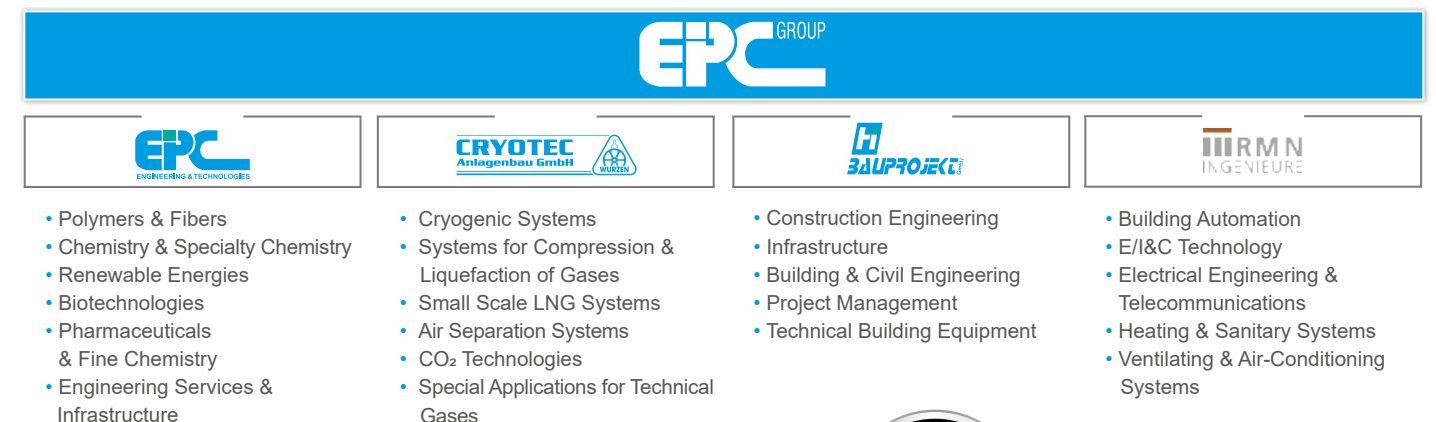 EPC GROUP
EPC
ENGINEERING & TECHNOLOGIES
CRYOTEC
Anlagenbau GmbH
WURZEN
BAUPROJEKT GmbH
RMN
INGENIEURE
• Polymers & Fibers
• Chemistry & Specialty Chemistry
• Renewable Energies
• Biotechnologies
• Pharmaceuticals
& Fine Chemistry
• Engineering Services &
Infrastructure
• Cryogenic Systems
• Systems for Compression &
Liquefaction of Gases
• Small Scale LNG Systems
• Air Separation Systems
• CO₂ Technologies
• Special Applications for Technical
Gases
• Construction Engineering
• Infrastructure
• Building & Civil Engineering
• Project Management
• Technical Building Equipment
• Building Automation
• E/I&C Technology
• Electrical Engineering &
Telecommunications
• Heating & Sanitary Systems
• Ventilating & Air-Conditioning
Systems